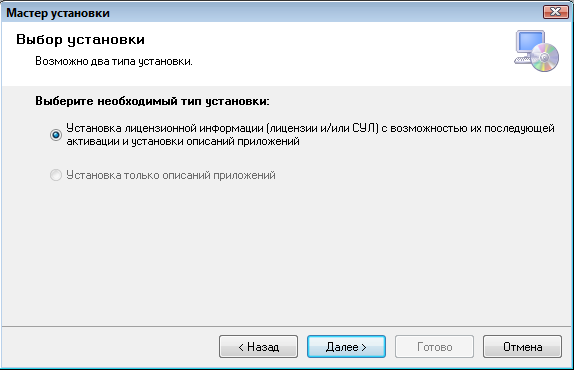 Мастер установки
Выбор установки
Возможно два типа установки.
Выберите необходимый тип установки:
Установка лицензионной информации (лицензии и/или СУЛ) с возможностью их последующей
активации и установки описаний приложений
Установка только описаний приложений
< Назад
Далее >
Готово
Отмена